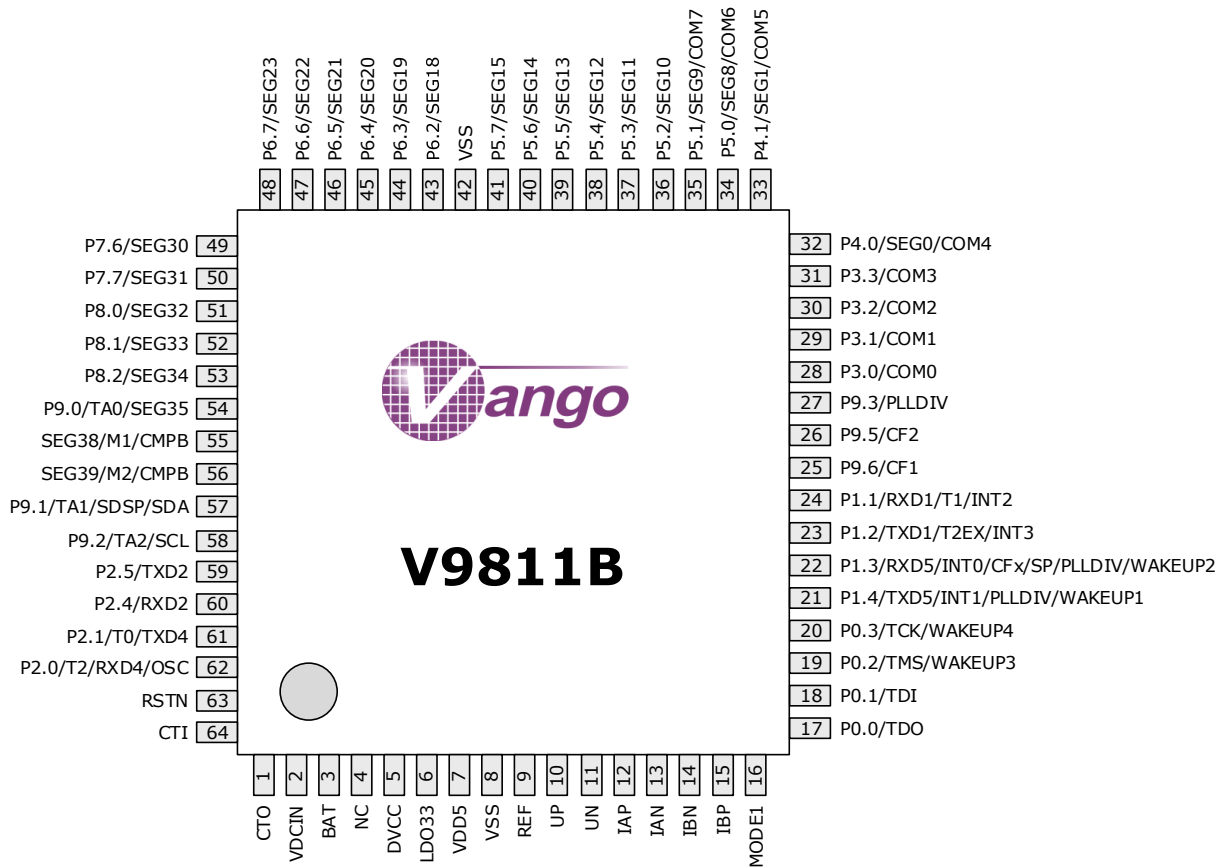 P6.7/SEG23
P6.6/SEG22
P6.5/SEG21
P6.4/SEG20
P6.3/SEG19
P6.2/SEG18
VSS
P5.7/SEG15
P5.6/SEG14
P5.5/SEG13
P5.4/SEG12
P5.3/SEG11
P5.2/SEG10
P5.1/SEG9/COM7
P5.0/SEG8/COM6
P4.1/SEG1/COM5
48
47
46
45
44
43
42
41
40
39
38
37
36
35
34
33
P7.6/SEG30 49
P7.7/SEG31 50
P8.0/SEG32 51
P8.1/SEG33 52
P8.2/SEG34 53
P9.0/TA0/SEG35 54
SEG38/M1/CMPB 55
SEG39/M2/CMPB 56
P9.1/TA1/SDSP/SDA 57
P9.2/TA2/SCL 58
P2.5/TXD2 59
P2.4/RXD2 60
P2.1/T0/TXD4 61
P2.0/T2/RXD4/OSC 62
RSTN 63
CTI 64
Vango
V9811B
32 P4.0/SEG0/COM4
31 P3.3/COM3
30 P3.2/COM2
29 P3.1/COM1
28 P3.0/COM0
27 P9.3/PLLDIV
26 P9.5/CF2
25 P9.6/CF1
24 P1.1/RXD1/T1/INT2
23 P1.2/TXD1/T2EX/INT3
22 P1.3/RXD5/INT0/CFx/SP/PLLDIV/WAKEUP2
21 P1.4/TXD5/INT1/PLLDIV/WAKEUP1
20 P0.3/TCK/WAKEUP4
19 P0.2/TMS/WAKEUP3
18 P0.1/TDI
17 P0.0/TDO
1
2
3
4
5
6
7
8
9
10
11
12
13
14
15
16
CTO
VDCIN
BAT
NC
DVCC
LDO33
VDD5
VSS
REF
UP
UN
IAP
IAN
IBN
IBP
MODE1